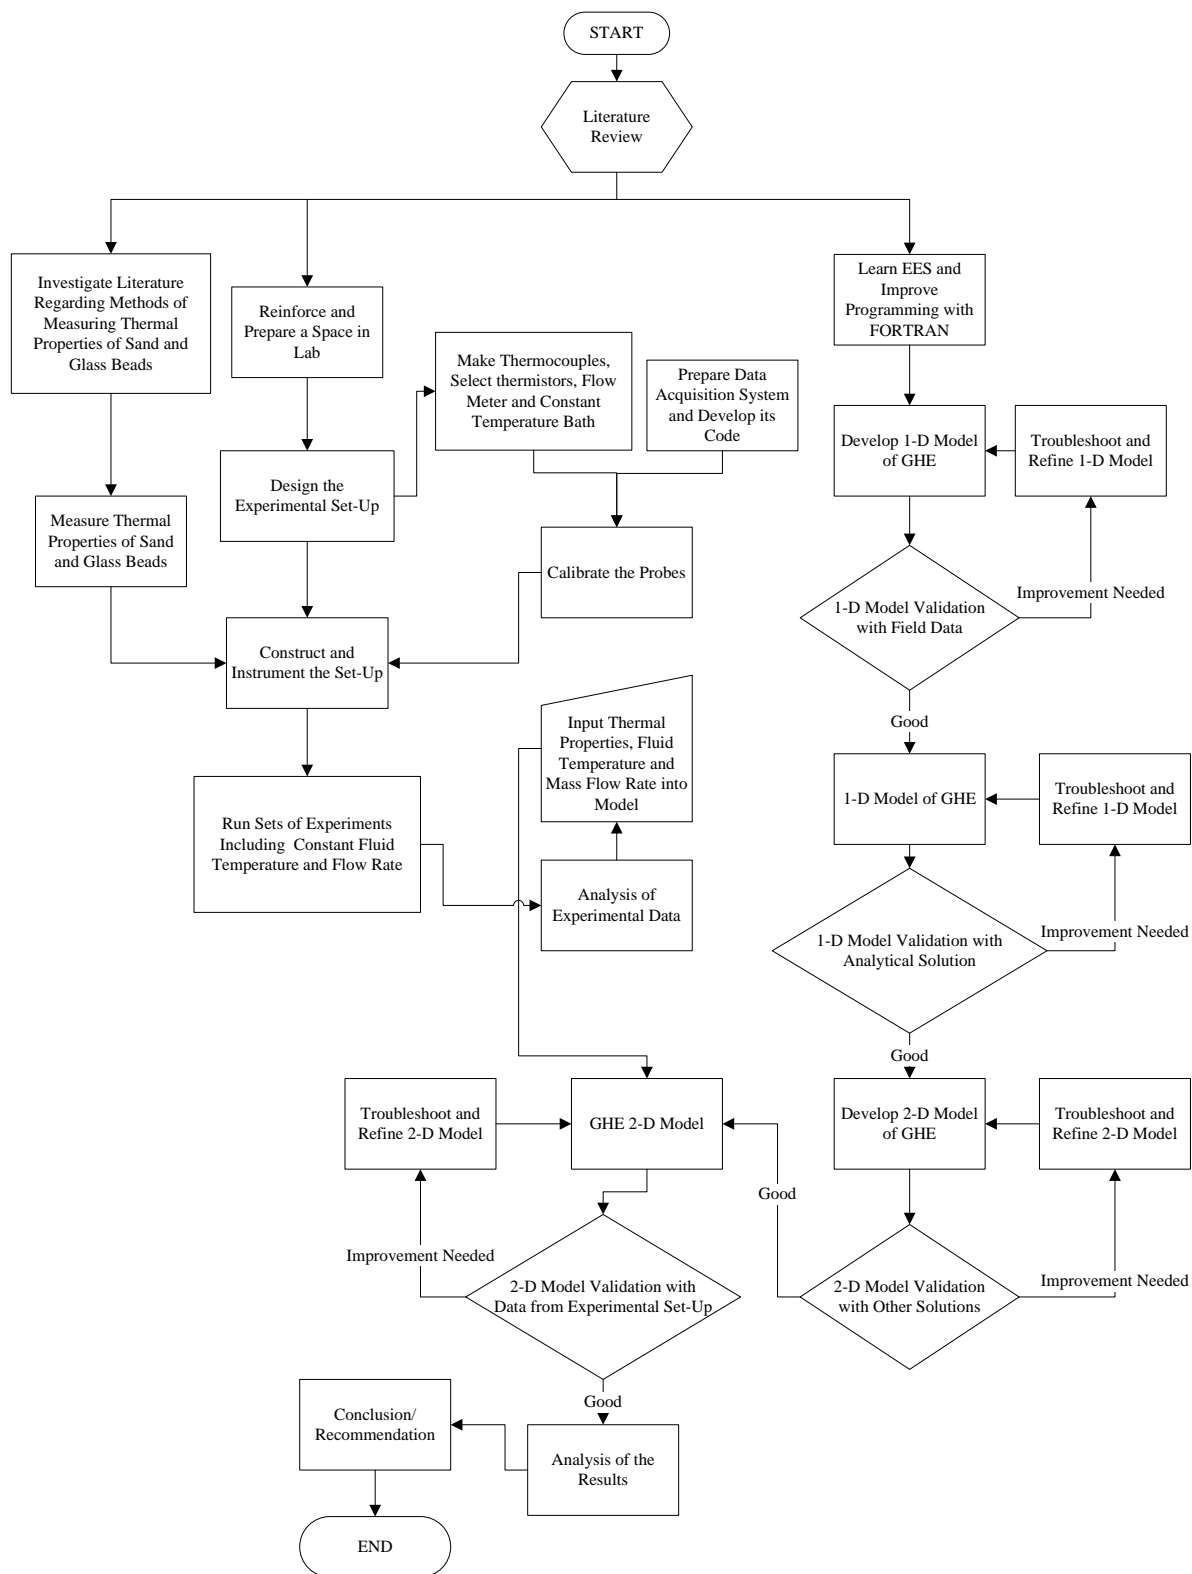 START
Literature
Review
Investigate Literature
Regarding Methods of
Measuring Thermal
Properties of Sand and
Glass Beads
Reinforce and
Prepare a Space in
Lab
Learn EES and
Improve
Programming with
FORTRAN
Make Thermocouples,
Select thermistors, Flow
Meter and Constant
Temperature Bath
Prepare Data
Acquisition System
and Develop its
Code
Develop 1-D Model
of GHE
Troubleshoot and
Refine 1-D Model
Design the
Experimental Set-Up
Measure Thermal
Properties of Sand
and Glass Beads
Calibrate the Probes
Improvement Needed
1-D Model Validation
with Field Data
Construct and
Instrument the Set-Up
Good
Input Thermal
Properties, Fluid
Temperature and
Mass Flow Rate into
Model
1-D Model of GHE
Troubleshoot and
Refine 1-D Model
Run Sets of Experiments
Including Constant Fluid
Temperature and Flow Rate
Analysis of
Experimental Data
Improvement Needed
1-D Model Validation with
Analytical Solution
Good
Troubleshoot and
Refine 2-D Model
GHE 2-D Model
Develop 2-D Model
of GHE
Troubleshoot and
Refine 2-D Model
Good
Improvement Needed
2-D Model Validation with
Data from Experimental Set-Up
2-D Model Validation
with Other Solutions
Improvement Needed
Good
Conclusion/
Recommendation
Analysis of the
Results
END